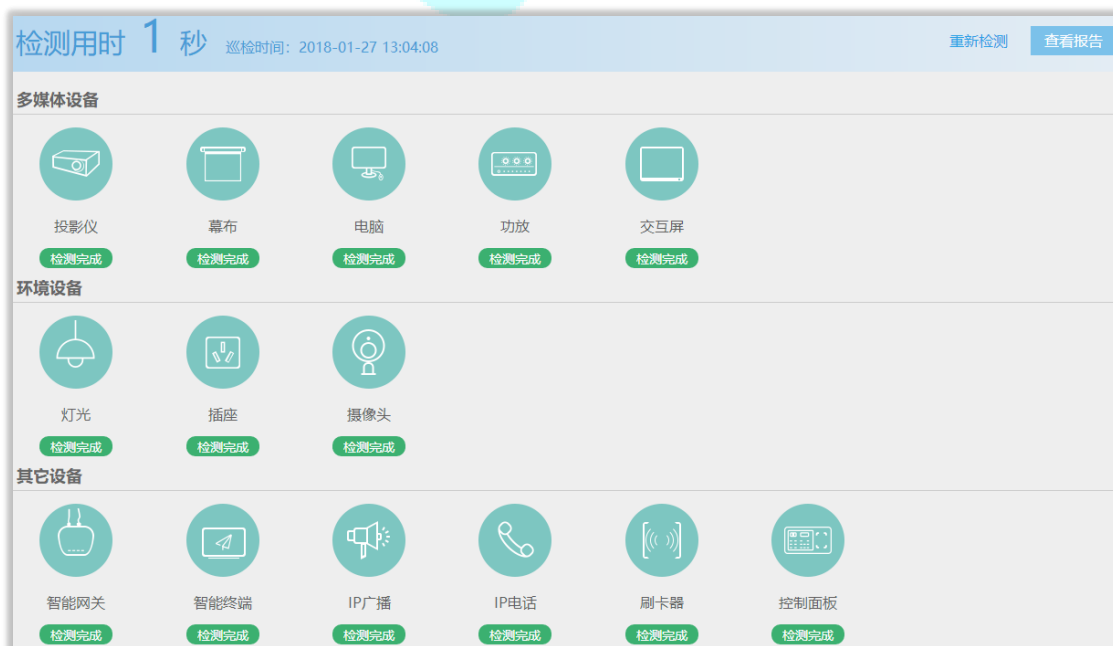 检测用时 1 秒 巡检时间：2018-01-27 13:04:08 重新检测 查看报告
多媒体设备
投影仪 幕布 电脑 功放 交互屏
检测完成 检测完成 检测完成 检测完成 检测完成
环境设备
灯光 插座 摄像头
检测完成 检测完成 检测完成
其它设备
智能网关 智能终端 IP广播 IP电话 刷卡器 控制面板
检测完成 检测完成 检测完成 检测完成 检测完成 检测完成